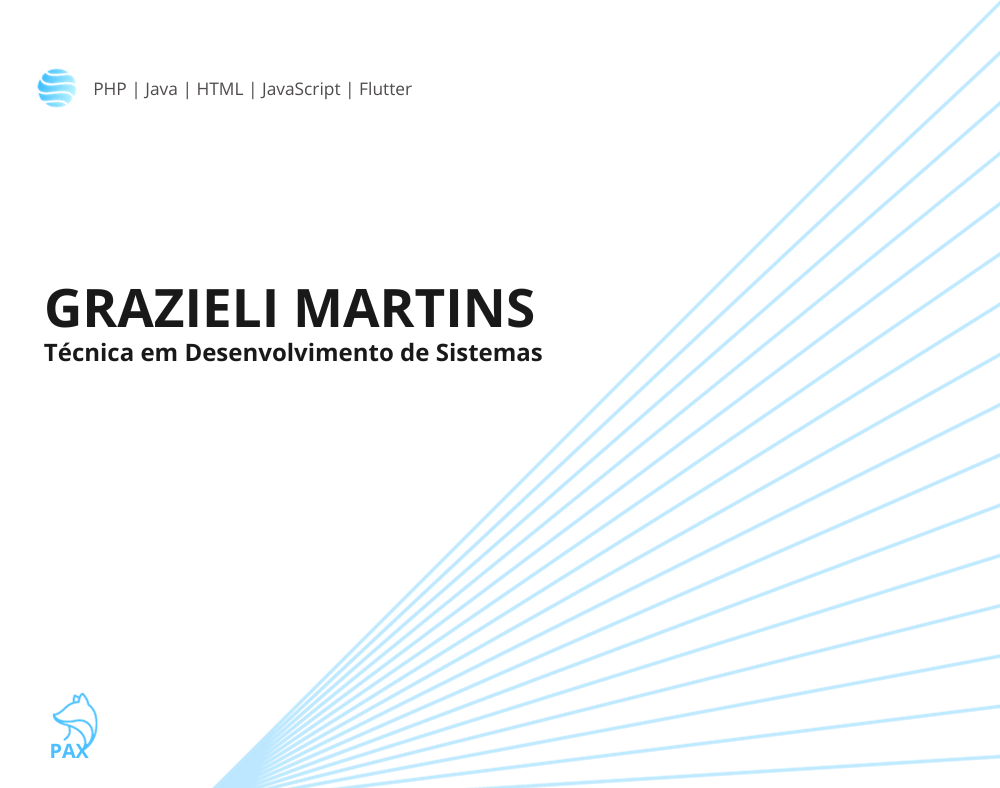 PHP | Java | HTML | JavaScript | Flutter
GRAZIELI MARTINS
Técnica em Desenvolvimento de Sistemas
PAX